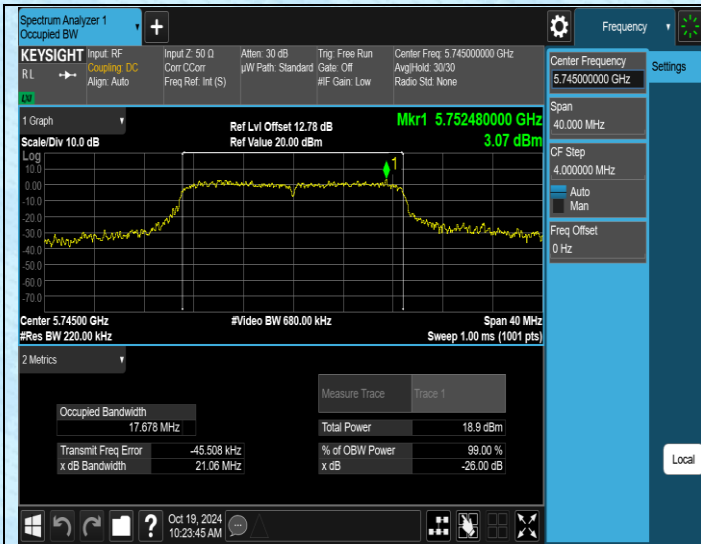 Spectrum Analyzer 1
Occupied BW
Frequency
KEYSIGHT
RL
LXI
Input: RF
Coupling: DC
Align: Auto
Input Z: 50 Ω
Corr CCorr
Freq Ref: Int (S)
Atten: 30 dB
µW Path: Standard
Trig: Free Run
Gate: Off
#IF Gain: Low
Center Freq: 5.745000000 GHz
Avg|Hold: 30/30
Radio Std: None
1 Graph
Scale/Div 10.0 dB
Ref Lvl Offset 12.78 dB
Ref Value 20.00 dBm
Mkr1 5.752480000 GHz
3.07 dBm
Log
10.0
0.00
-10.0
-20.0
-30.0
-40.0
-50.0
-60.0
-70.0
1
Center 5.74500 GHz
#Res BW 220.00 kHz
#Video BW 680.00 kHz
Span 40 MHz
Sweep 1.00 ms (1001 pts)
2 Metrics
Measure Trace
Trace 1
Occupied Bandwidth
17.678 MHz
Total Power
18.9 dBm
Transmit Freq Error
-45.508 kHz
% of OBW Power
99.00 %
x dB Bandwidth
21.06 MHz
x dB
-26.00 dB
Oct 19, 2024
10:23:45 AM
Center Frequency
5.745000000 GHz
Span
40.000 MHz
CF Step
4.000000 MHz
Auto
Man
Freq Offset
0 Hz
Settings
Local